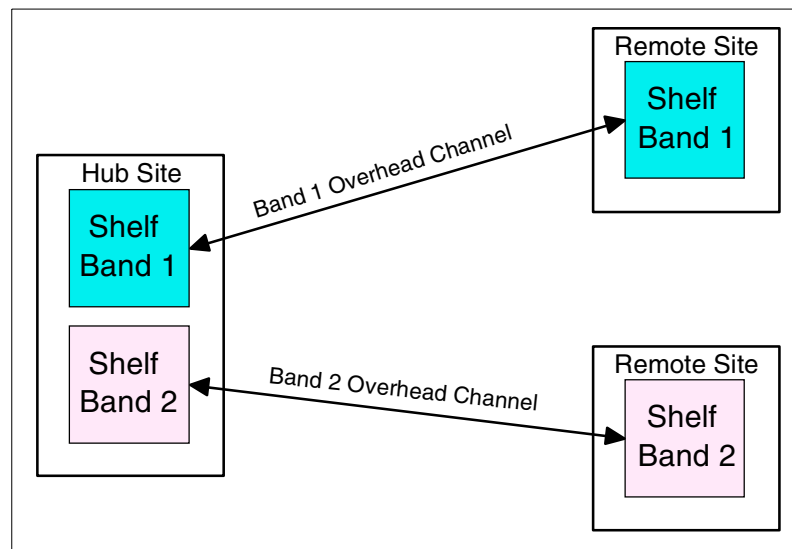 Remote Site
Shelf
Band 1
Band 1 Overhead Channel
Hub Site
Shelf
Band 1
Shelf
Band 2
Band 2 Overhead Channel
Remote Site
Shelf
Band 2